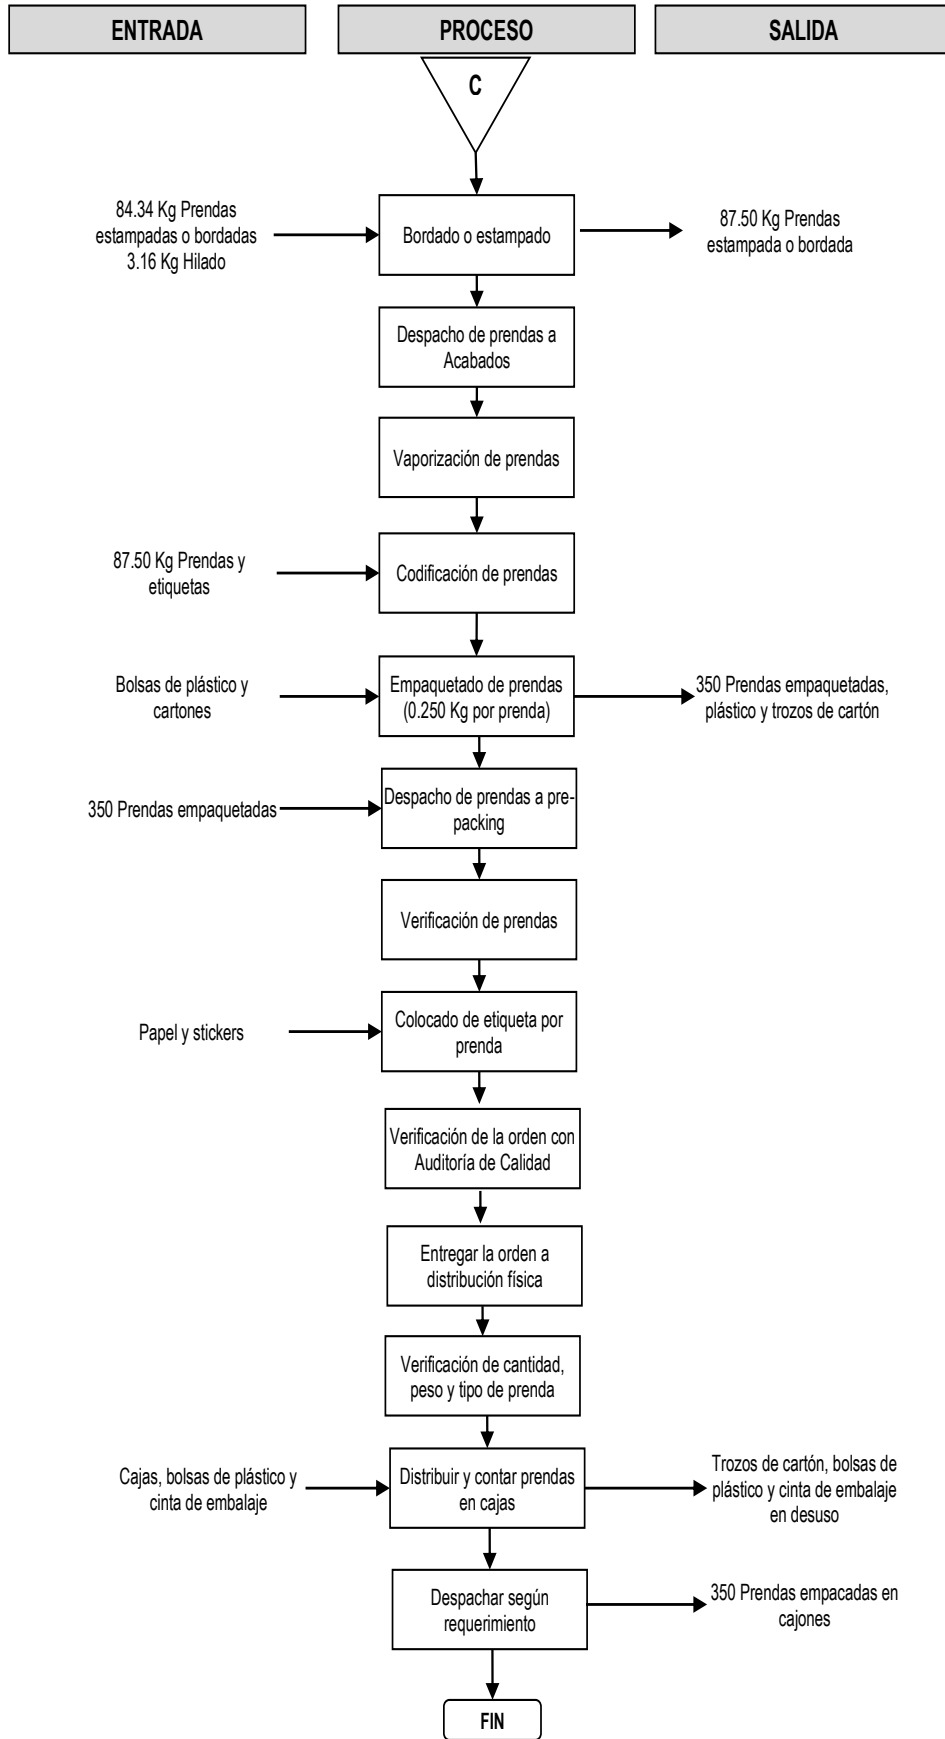 ENTRADA
PROCESO
SALIDA
C
84.34 Kg Prendas
estampadas o bordadas
3.16 Kg Hilado
Bordado o estampado
87.50 Kg Prendas
estampada o bordada
Despacho de prendas a
Acabados
Vaporización de prendas
87.50 Kg Prendas y
etiquetas
Codificación de prendas
Bolsas de plástico y
cartones
Empaquetado de prendas
(0.250 Kg por prenda)
350 Prendas empaquetadas,
plástico y trozos de cartón
350 Prendas empaquetadas
Despacho de prendas a pre-
packing
Verificación de prendas
Papel y stickers
Colocado de etiqueta por
prenda
Verificación de la orden con
Auditoría de Calidad
Entregar la orden a
distribución física
Verificación de cantidad,
peso y tipo de prenda
Cajas, bolsas de plástico y
cinta de embalaje
Distribuir y contar prendas
en cajas
Trozos de cartón, bolsas de
plástico y cinta de embalaje
en desuso
Despachar según
requerimiento
350 Prendas empacadas en
cajones
FIN